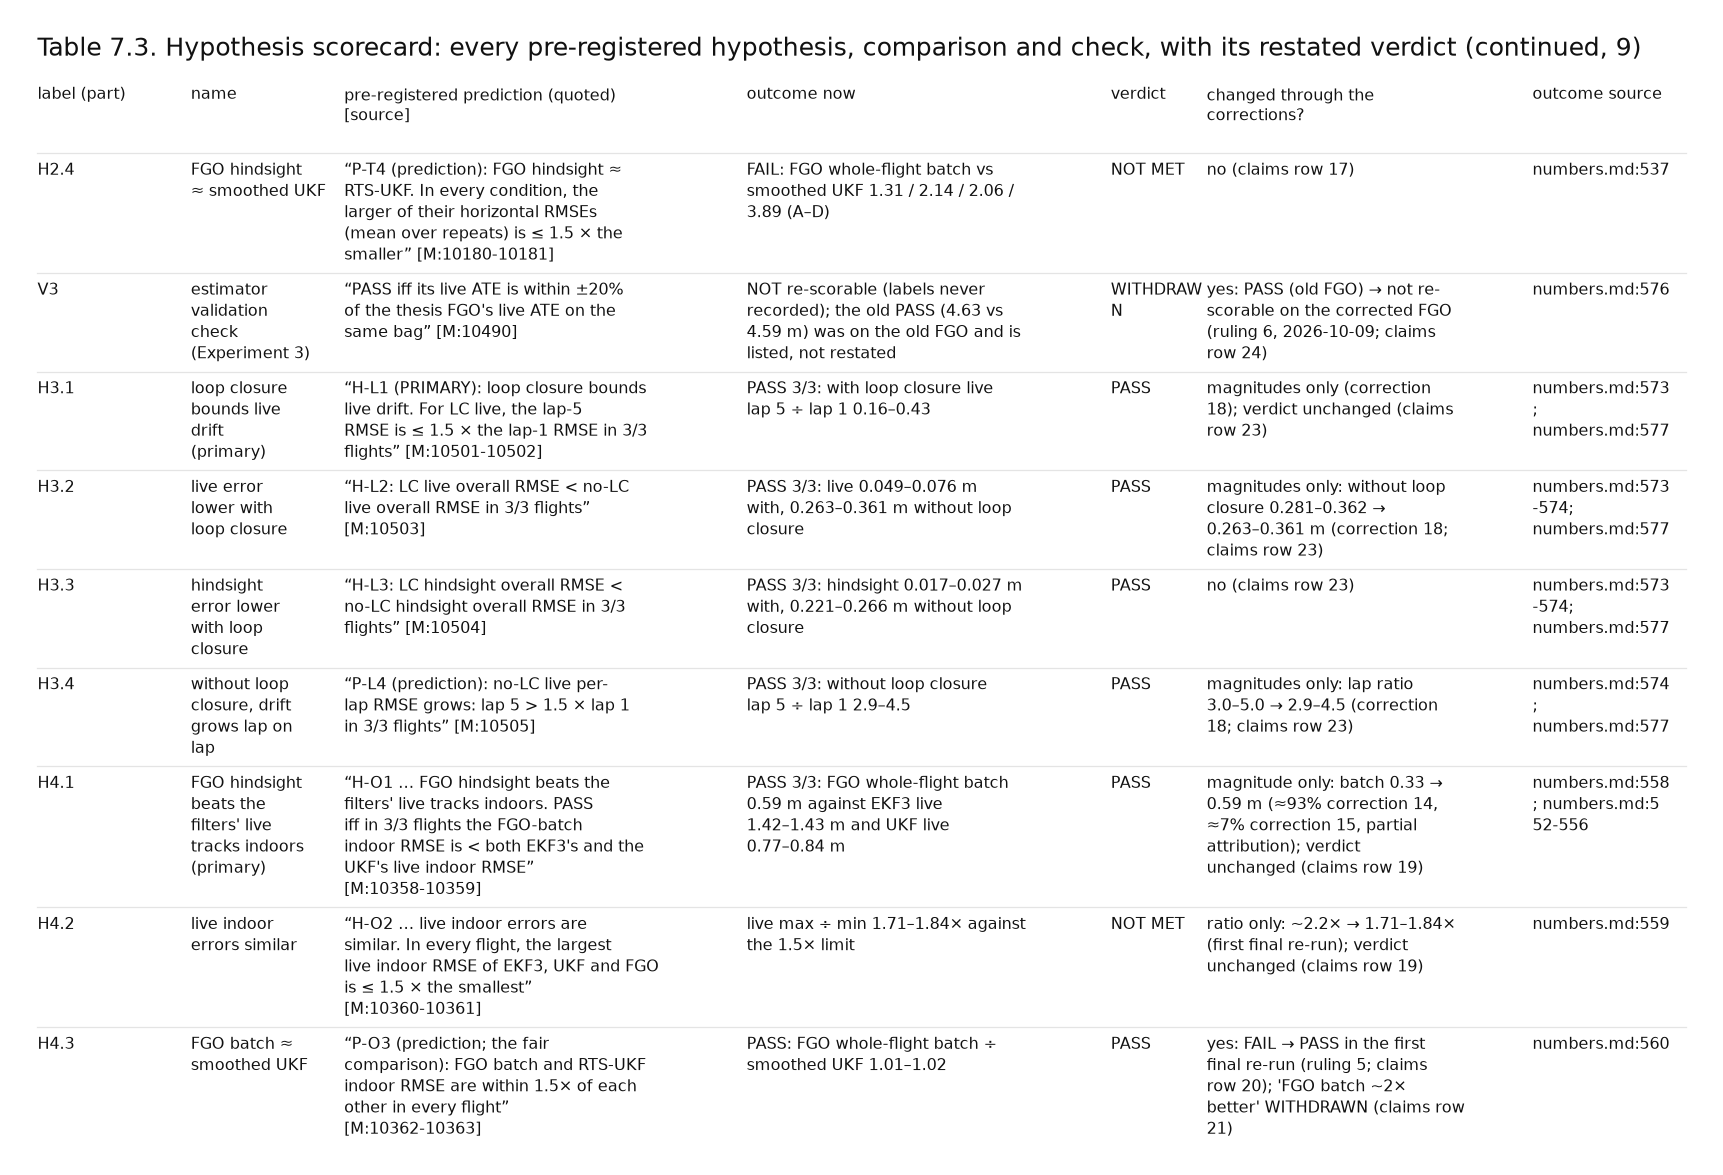 Table 7.3. Hypothesis scorecard: every pre-registered hypothesis, comparison and check, with its restated verdict (continued, 9)
label (part)
name
pre-registered prediction (quoted)
[source]
outcome now
verdict
changed through the
corrections?
outcome source
H2.4
FGO hindsight
≈ smoothed UKF
“P-T4 (prediction): FGO hindsight ≈
RTS-UKF. In every condition, the
larger of their horizontal RMSEs
(mean over repeats) is ≤ 1.5 × the
smaller” [M:10180-10181]
FAIL: FGO whole-flight batch vs
smoothed UKF 1.31 / 2.14 / 2.06 /
3.89 (A–D)
NOT MET
no (claims row 17)
numbers.md:537
V3
estimator
validation
check
(Experiment 3)
“PASS iff its live ATE is within ±20%
of the thesis FGO's live ATE on the
same bag” [M:10490]
NOT re-scorable (labels never
recorded); the old PASS (4.63 vs
4.59 m) was on the old FGO and is
listed, not restated
WITHDRAW
N
yes: PASS (old FGO) → not re-
scorable on the corrected FGO
(ruling 6, 2026-10-09; claims
row 24)
numbers.md:576
H3.1
loop closure
bounds live
drift
(primary)
“H-L1 (PRIMARY): loop closure bounds
live drift. For LC live, the lap-5
RMSE is ≤ 1.5 × the lap-1 RMSE in 3/3
flights” [M:10501-10502]
PASS 3/3: with loop closure live
lap 5 ÷ lap 1 0.16–0.43
PASS
magnitudes only (correction
18); verdict unchanged (claims
row 23)
numbers.md:573
;
numbers.md:577
H3.2
live error
lower with
loop closure
“H-L2: LC live overall RMSE < no-LC
live overall RMSE in 3/3 flights”
[M:10503]
PASS 3/3: live 0.049–0.076 m
with, 0.263–0.361 m without loop
closure
PASS
magnitudes only: without loop
closure 0.281–0.362 →
0.263–0.361 m (correction 18;
claims row 23)
numbers.md:573
-574;
numbers.md:577
H3.3
hindsight
error lower
with loop
closure
“H-L3: LC hindsight overall RMSE <
no-LC hindsight overall RMSE in 3/3
flights” [M:10504]
PASS 3/3: hindsight 0.017–0.027 m
with, 0.221–0.266 m without loop
closure
PASS
no (claims row 23)
numbers.md:573
-574;
numbers.md:577
H3.4
without loop
closure, drift
grows lap on
lap
“P-L4 (prediction): no-LC live per-
lap RMSE grows: lap 5 > 1.5 × lap 1
in 3/3 flights” [M:10505]
PASS 3/3: without loop closure
lap 5 ÷ lap 1 2.9–4.5
PASS
magnitudes only: lap ratio
3.0–5.0 → 2.9–4.5 (correction
18; claims row 23)
numbers.md:574
;
numbers.md:577
H4.1
FGO hindsight
beats the
filters' live
tracks indoors
(primary)
“H-O1 … FGO hindsight beats the
filters' live tracks indoors. PASS
iff in 3/3 flights the FGO-batch
indoor RMSE is < both EKF3's and the
UKF's live indoor RMSE”
[M:10358-10359]
PASS 3/3: FGO whole-flight batch
0.59 m against EKF3 live
1.42–1.43 m and UKF live
0.77–0.84 m
PASS
magnitude only: batch 0.33 →
0.59 m (≈93% correction 14,
≈7% correction 15, partial
attribution); verdict
unchanged (claims row 19)
numbers.md:558
; numbers.md:5
52-556
H4.2
live indoor
errors similar
“H-O2 … live indoor errors are
similar. In every flight, the largest
live indoor RMSE of EKF3, UKF and FGO
is ≤ 1.5 × the smallest”
[M:10360-10361]
live max ÷ min 1.71–1.84× against
the 1.5× limit
NOT MET
ratio only: ~2.2× → 1.71–1.84×
(first final re-run); verdict
unchanged (claims row 19)
numbers.md:559
H4.3
FGO batch ≈
smoothed UKF
“P-O3 (prediction; the fair
comparison): FGO batch and RTS-UKF
indoor RMSE are within 1.5× of each
other in every flight”
[M:10362-10363]
PASS: FGO whole-flight batch ÷
smoothed UKF 1.01–1.02
PASS
yes: FAIL → PASS in the first
final re-run (ruling 5; claims
row 20); 'FGO batch ~2×
better' WITHDRAWN (claims row
21)
numbers.md:560